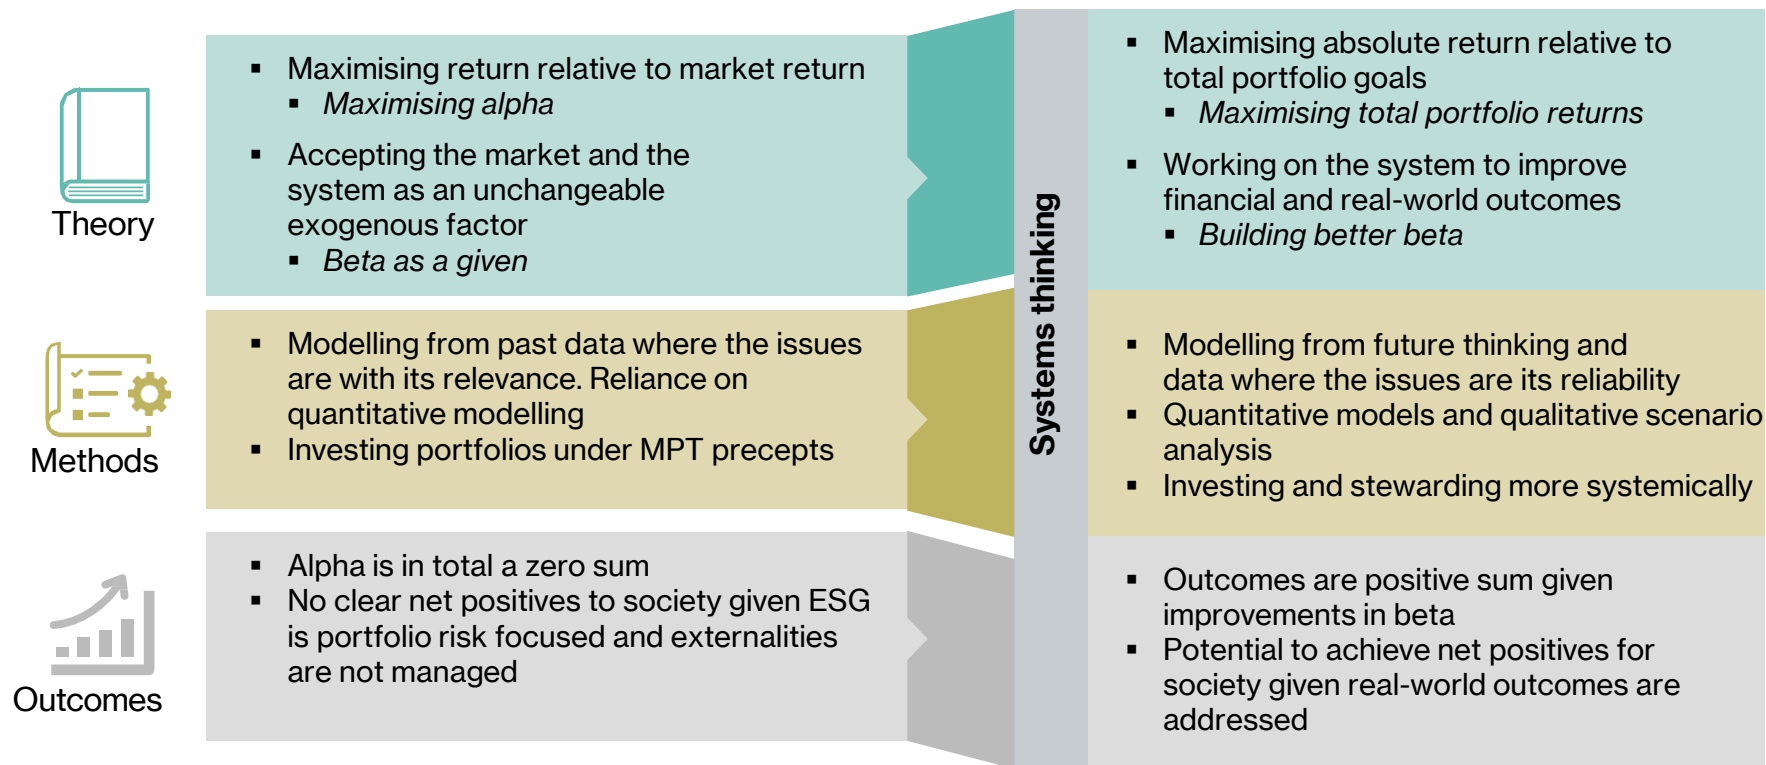 Theory
▪ Maximising return relative to market return
▪ Maximising alpha
▪ Accepting the market and the
system as an unchangeable
exogenous factor
▪ Beta as a given
Systems thinking
▪ Maximising absolute return relative to
total portfolio goals
▪ Maximising total portfolio returns
▪ Working on the system to improve
financial and real-world outcomes
▪ Building better beta
Methods
▪ Modelling from past data where the issues
are with its relevance. Reliance on
quantitative modelling
▪ Investing portfolios under MPT precepts
▪ Modelling from future thinking and
data where the issues are its reliability
▪ Quantitative models and qualitative scenario
analysis
▪ Investing and stewarding more systemically
Outcomes
▪ Alpha is in total a zero sum
▪ No clear net positives to society given ESG
is portfolio risk focused and externalities
are not managed
▪ Outcomes are positive sum given
improvements in beta
▪ Potential to achieve net positives for
society given real-world outcomes are
addressed